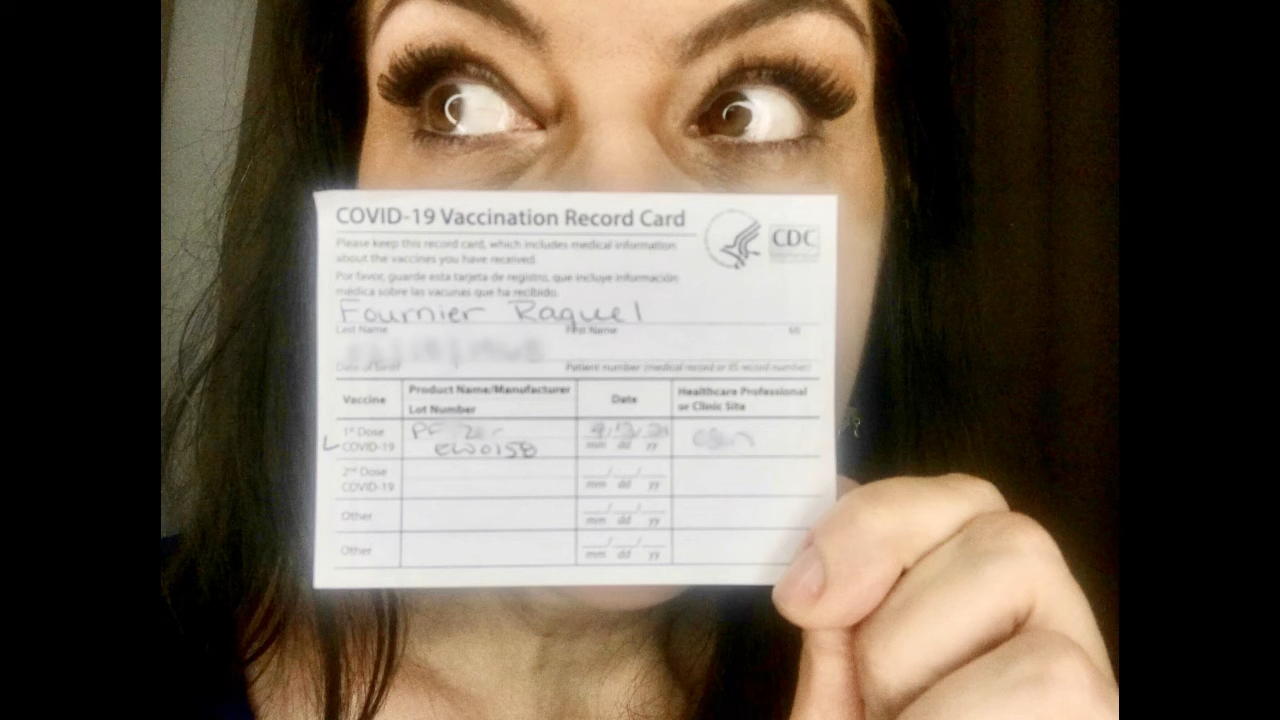 COVID-19 Vaccination Record Card
CDC
Please keep this record card, which includes medical information
about the vaccines you have received.
Por favor, guarde esta tarjeta de registro, que incluye información
médica sobre las vacunas que ha recibido.
Fournier Raquel
Last Name First Name MI
Date of birth Patient number (medical record or IIS record number)
Vaccine Product Name/Manufacturer Date Healthcare Professional
Lot Number or Clinic Site
1st Dose
COVID-19 EW0158 mm dd yy
2nd Dose
COVID-19 mm dd yy
Other mm dd yy
Other mm dd yy